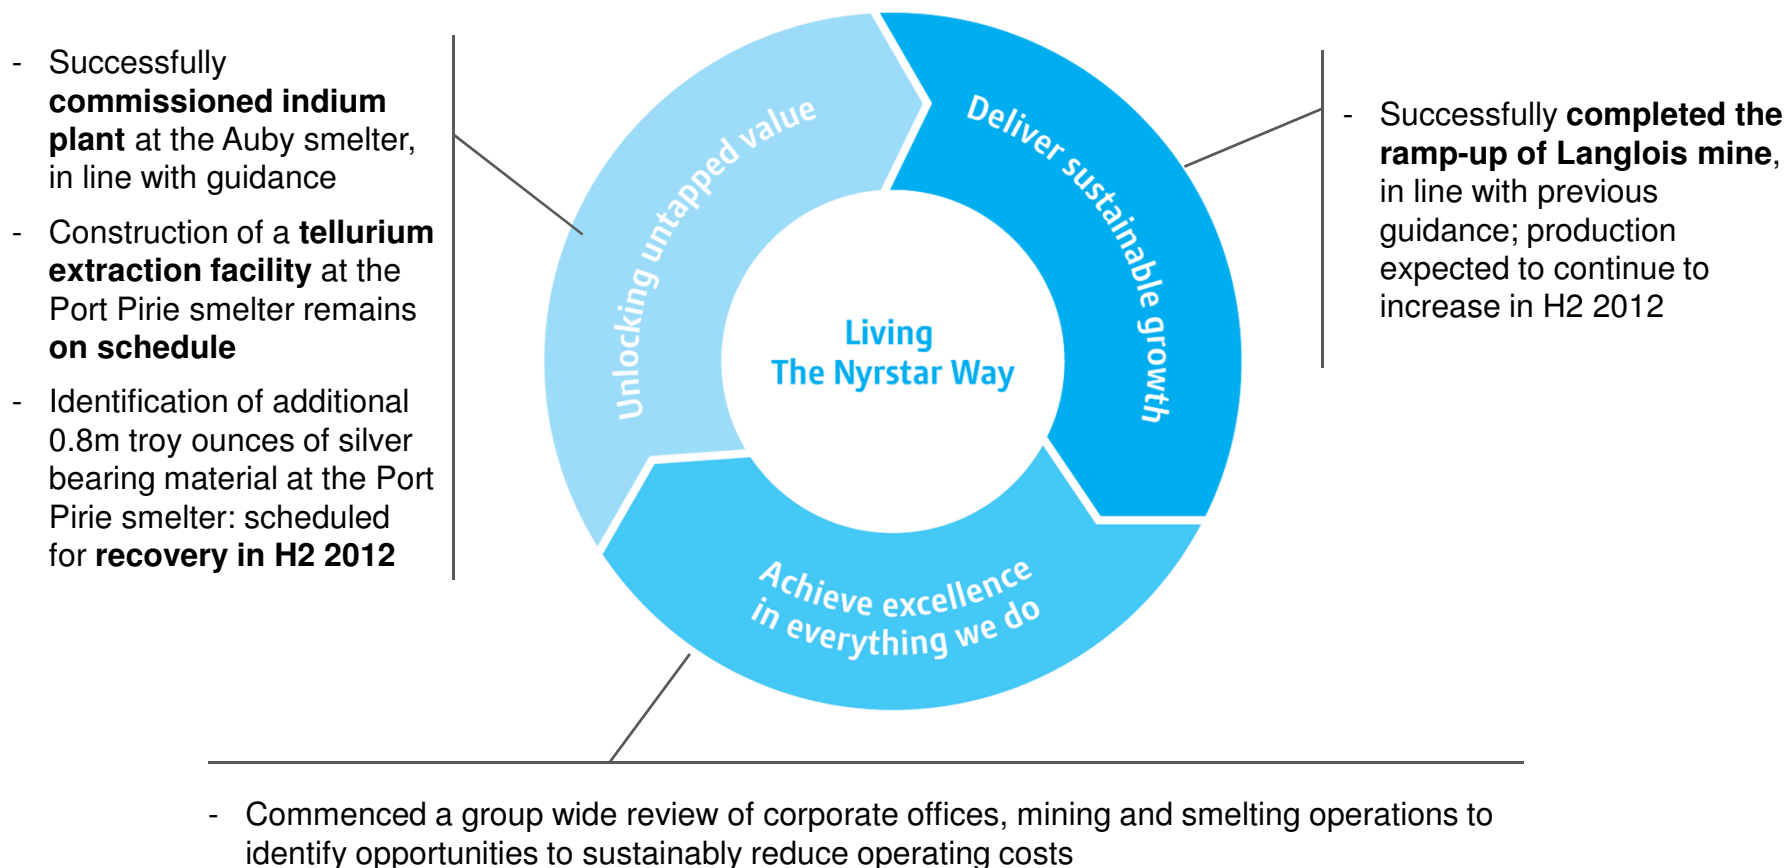 - Successfully
commissioned indium
plant at the Auby smelter,
in line with guidance
- Construction of a tellurium
extraction facility at the
Port Pirie smelter remains
on schedule
- Identification of additional
0.8m troy ounces of silver
bearing material at the Port
Pirie smelter: scheduled
for recovery in H2 2012
Unlocking untapped value
Deliver sustainable growth
Living
The Nyrstar Way
Achieve excellence
in everything we do
- Successfully completed the
ramp-up of Langlois mine,
in line with previous
guidance; production
expected to continue to
increase in H2 2012
- Commenced a group wide review of corporate offices, mining and smelting operations to
identify opportunities to sustainably reduce operating costs